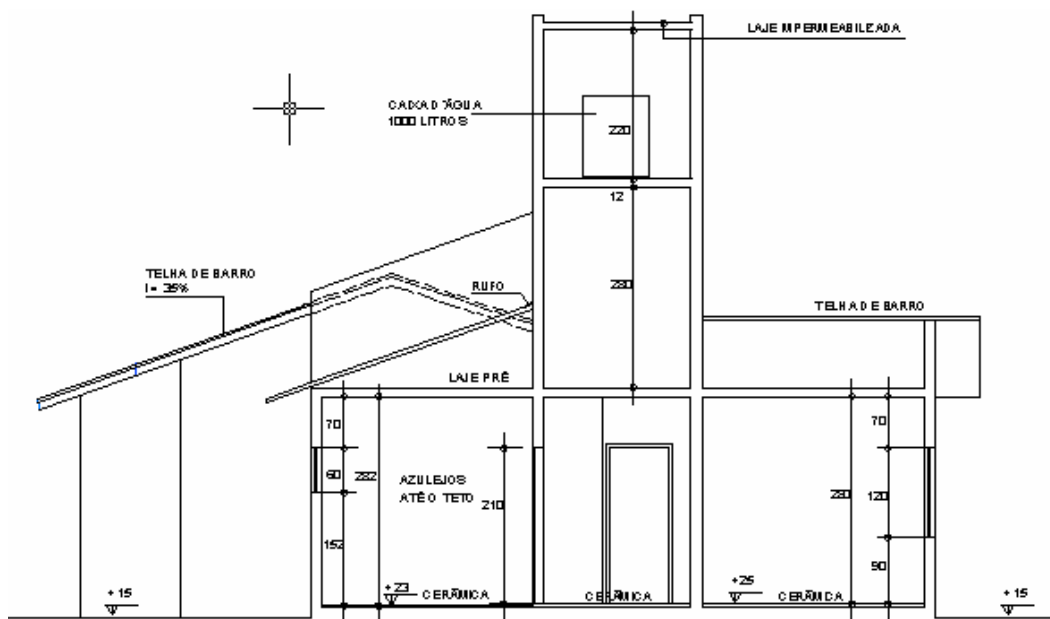 LAJE IMPERMEABILIZADA
CAIXA D'ÁGUA
1000 LITROS
220
12
TELHA DE BARRO
I = 35%
RUFO
280
TELHA DE BARRO
LAJE PRÉ
70
60
282
AZULEJOS
ATÉ O TETO
210
152
70
280
120
90
+15
+23
CERÂMICA
CERÂMICA
+25
CERÂMICA
+15